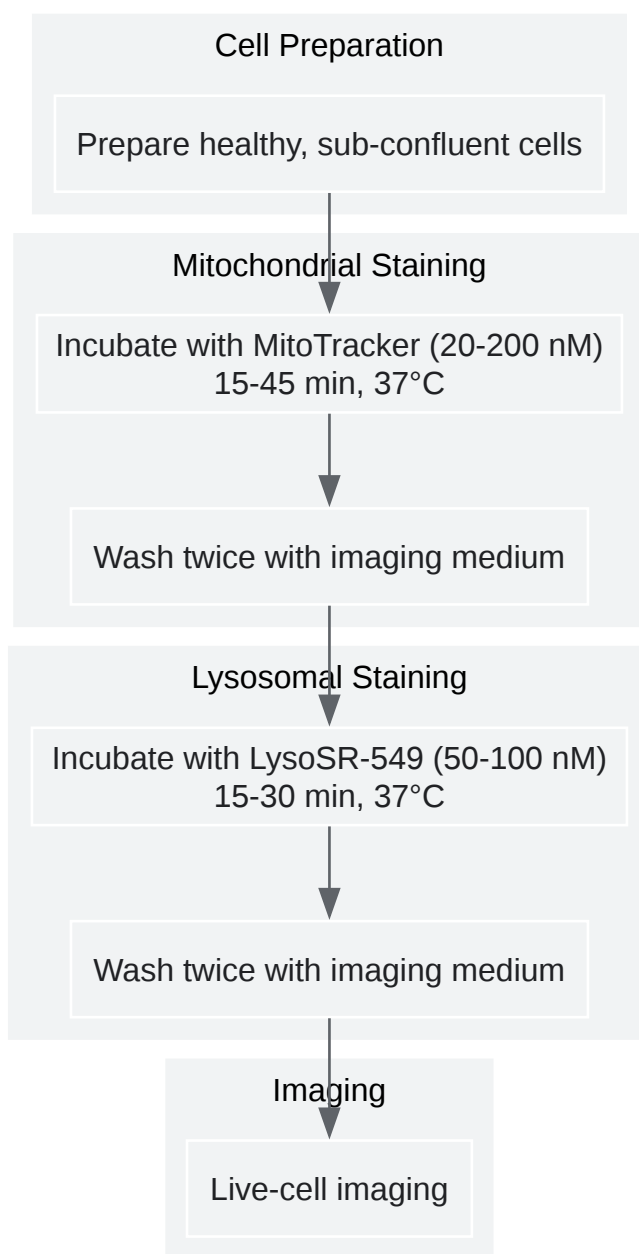 Cell Preparation
Prepare healthy, sub-confluent cells
Mitochondrial Staining
Incubate with MitoTracker (20-200 nM)
15-45 min, 37°C
Wash twice with imaging medium
Lysosomal Staining
Incubate with LysoSR-549 (50-100 nM)
15-30 min, 37°C
Wash twice with imaging medium
Imaging
Live-cell imaging